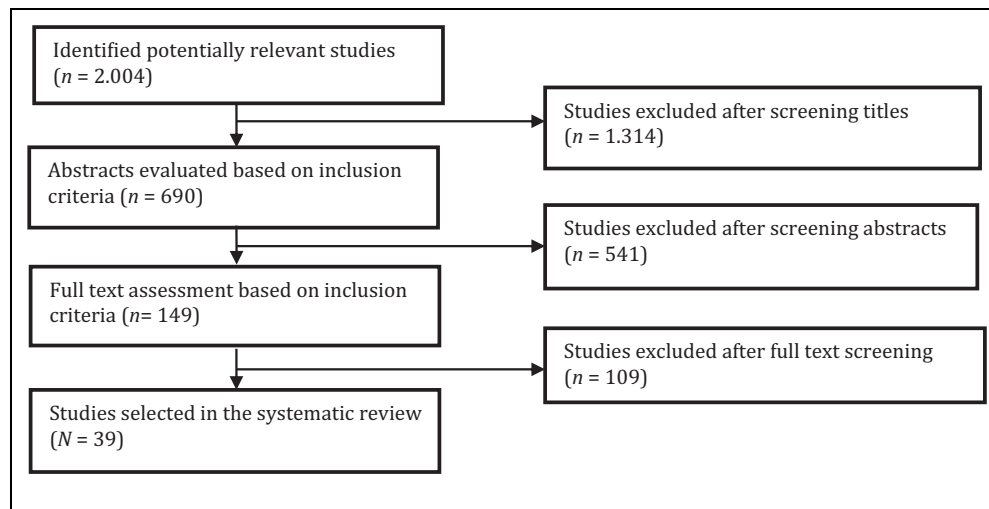 Identified potentially relevant studies
(n = 2.004)
Studies excluded after screening titles
(n = 1.314)
Abstracts evaluated based on inclusion
criteria (n = 690)
Studies excluded after screening abstracts
(n = 541)
Full text assessment based on inclusion
criteria (n= 149)
Studies excluded after full text screening
(n = 109)
Studies selected in the systematic review
(N = 39)